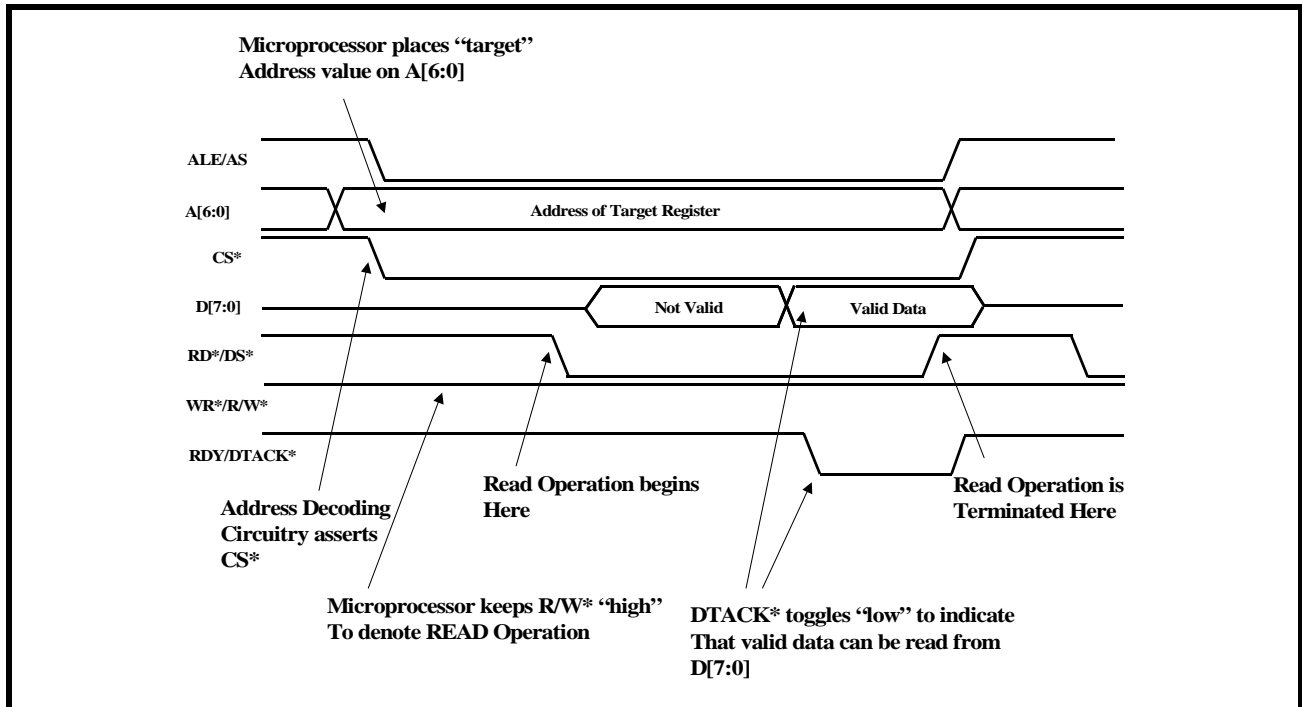 Microprocessor places “target”
Address value on A[6:0]
ALE/AS
A[6:0]
Address of Target Register
CS*
D[7:0]
Not Valid
Valid Data
RD*/DS*
WR*/R/W*
RDY/DTACK*
Read Operation begins
Here
Read Operation is
Terminated Here
Address Decoding
Circuitry asserts
CS*
Microprocessor keeps R/W* “high”
To denote READ Operation
DTACK* toggles “low” to indicate
That valid data can be read from
D[7:0]